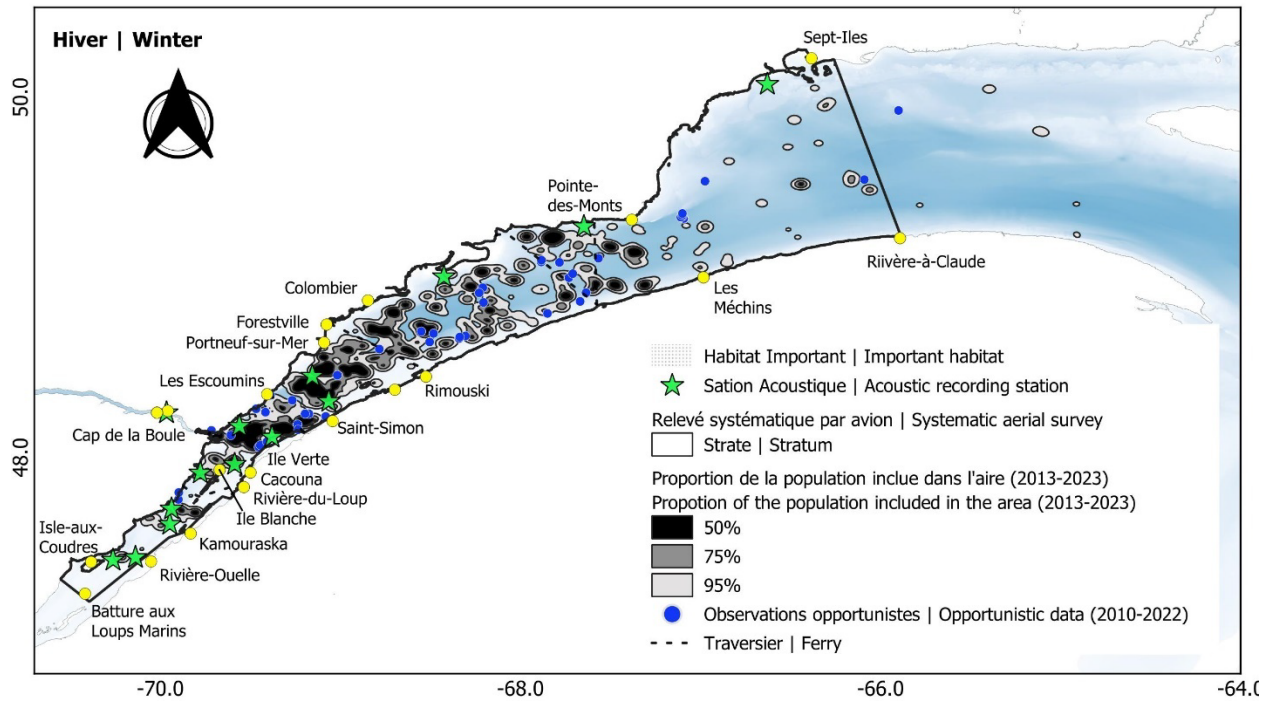 Hiver | Winter
Sept-Iles
50.0
Pointe-
des-Monts
Riivère-à-Claude
Colombier
Les
Méchins
Forestville
Portneuf-sur-Mer
Les Escoumins
Rimouski
Cap de la Boule
Saint-Simon
48.0
Ile Verte
Cacouna
Rivière-du-Loup
Ile Blanche
Isle-aux-
Coudres
Kamouraska
Rivière-Ouelle
Batture aux
Loups Marins
Habitat Important | Important habitat
Sation Acoustique | Acoustic recording station
Relevé systématique par avion | Systematic aerial survey
Strate | Stratum
Proportion de la population inclue dans l'aire (2013-2023)
Propotion of the population included in the area (2013-2023)
50%
75%
95%
Observations opportunistes | Opportunistic data (2010-2022)
Traversier | Ferry
-70.0
-68.0
-66.0
-64.0